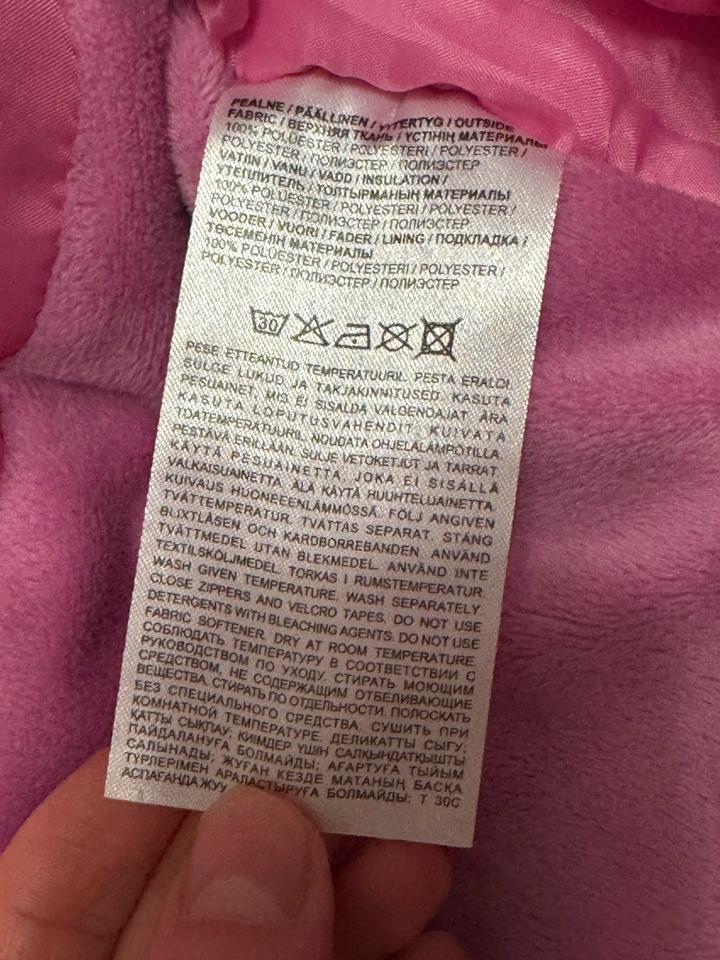 PEALNE / PÄÄLLINEN / YTTERTYG / OUTSIDE
FABRIC / ВЕРХНЯЯ ТКАНЬ / ҮСТІНІҢ МАТЕРИАЛЫ
100% POLÜESTER / POLYESTERI / POLYESTER /
POLYESTER / ПОЛИЭСТЕР / ПОЛИЭСТЕР
VATIIN / VANU / VADD / INSULATION /
УТЕПЛИТЕЛЬ / ТОЛТЫРМАНЫҢ МАТЕРИАЛЫ
100% POLÜESTER / POLYESTERI / POLYESTER /
POLYESTER / ПОЛИЭСТЕР / ПОЛИЭСТЕР
VOODER / VUORI / FADER / LINING / ПОДКЛАДКА /
ТӨСЕМЕНІҢ МАТЕРИАЛЫ
100% POLÜESTER / POLYESTERI / POLYESTER /
POLYESTER / ПОЛИЭСТЕР / ПОЛИЭСТЕР
30
PESE ETTEANTUD TEMPERATUURIL. PESTA ERALDI.
SULGE LUKUD JA TAKJAKINNITUSED. KASUTA
PESUAINET, MIS EI SISALDA VALGENDAJAT. ÄRA
KASUTA LOPUTUSVAHENDIT. KUIVATA
TOATEMPERATUURIL. NOUDATA OHJELÄLÄMPÖTILLA.
PESTÄVÄ ERILLÄÄN. SULJE VETOKETJUT JA TARRAT.
KÄYTÄ PESUAINETTA, JOKA EI SISÄLLÄ
VALKAISUAINETTA. ÄLÄ KÄYTÄ HUUHTELUAINETTA.
KUIVAUS HUONEEENLÄMMÖSSÄ. FÖLJ ANGIVEN
TVÄTTEMPERATUR. TVÄTTAS SEPARAT. STÄNG
BLIXTLÅSEN OCH KARDBORREBANDEN. ANVÄND
TVÄTTMEDEL UTAN BLEKMEDEL. ANVÄND INTE
TEXTILSKÖLJMEDEL. TORKAS I RUMSTEMPERATUR.
WASH GIVEN TEMPERATURE. WASH SEPARATELY.
CLOSE ZIPPERS AND VELCRO TAPES. DO NOT USE
DETERGENTS WITH BLEACHING AGENTS. DO NOT USE
FABRIC SOFTENER. DRY AT ROOM TEMPERATURE.
СОБЛЮДАТЬ ТЕМПЕРАТУРУ В СООТВЕТСТВИИ С
РУКОВОДСТВОМ ПО УХОДУ. СТИРАТЬ МОЮЩИМ
СРЕДСТВОМ, НЕ СОДЕРЖАЩИМ ОТБЕЛИВАЮЩИЕ
ВЕЩЕСТВА. СТИРАТЬ ПО ОТДЕЛЬНОСТИ. ПОЛОСКАТЬ
БЕЗ СПЕЦИАЛЬНОГО СРЕДСТВА. СУШИТЬ ПРИ
КОМНАТНОЙ ТЕМПЕРАТУРЕ. ДЕЛИКАТТЫ СЫҒУ;
ҚАТТЫ СЫҚПАУ; КИІМДЕР ҮШІН САЛҚЫНДАТҚЫШТЫ
ПАЙДАЛАНУҒА БОЛМАЙДЫ; АҒАРТУҒА ТЫЙЫМ
САЛЫНАДЫ; ЖУҒАН КЕЗДЕ МАТАНЫҢ БАСҚА
ТҮРЛЕРІМЕН АРАЛАСТЫРУҒА БОЛМАЙДЫ; Т 30С
АСПАҒАНДА ЖУУ